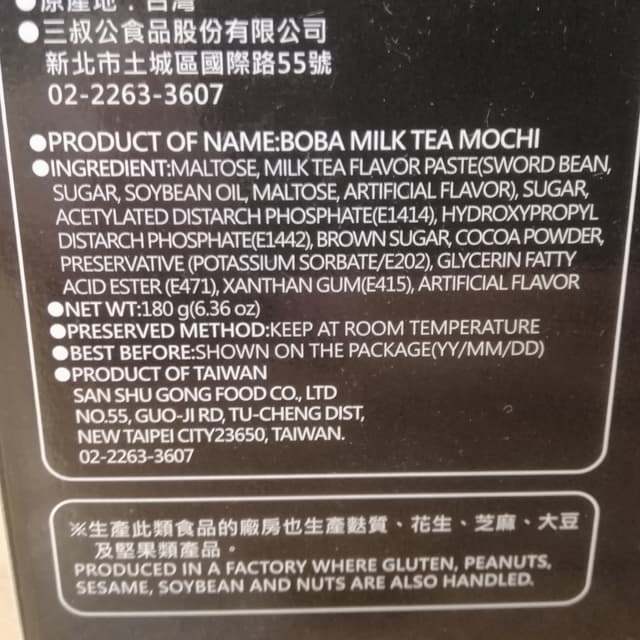 ●原產地：台灣
●三叔公食品股份有限公司
新北市土城區國際路55號
02-2263-3607
●PRODUCT OF NAME:BOBA MILK TEA MOCHI
●INGREDIENT:MALTOSE, MILK TEA FLAVOR PASTE(SWORD BEAN,
SUGAR, SOYBEAN OIL, MALTOSE, ARTIFICIAL FLAVOR), SUGAR,
ACETYLATED DISTARCH PHOSPHATE(E1414), HYDROXYPROPYL
DISTARCH PHOSPHATE(E1442), BROWN SUGAR, COCOA POWDER,
PRESERVATIVE (POTASSIUM SORBATE/E202), GLYCERIN FATTY
ACID ESTER (E471), XANTHAN GUM(E415), ARTIFICIAL FLAVOR
●NET WT:180 g(6.36 oz)
●PRESERVED METHOD:KEEP AT ROOM TEMPERATURE
●BEST BEFORE:SHOWN ON THE PACKAGE(YY/MM/DD)
●PRODUCT OF TAIWAN
SAN SHU GONG FOOD CO., LTD
NO.55, GUO-JI RD, TU-CHENG DIST,
NEW TAIPEI CITY23650, TAIWAN.
02-2263-3607
※生產此類食品的廠房也生產麩質、花生、芝麻、大豆
及堅果類產品。
PRODUCED IN A FACTORY WHERE GLUTEN, PEANUTS,
SESAME, SOYBEAN AND NUTS ARE ALSO HANDLED.